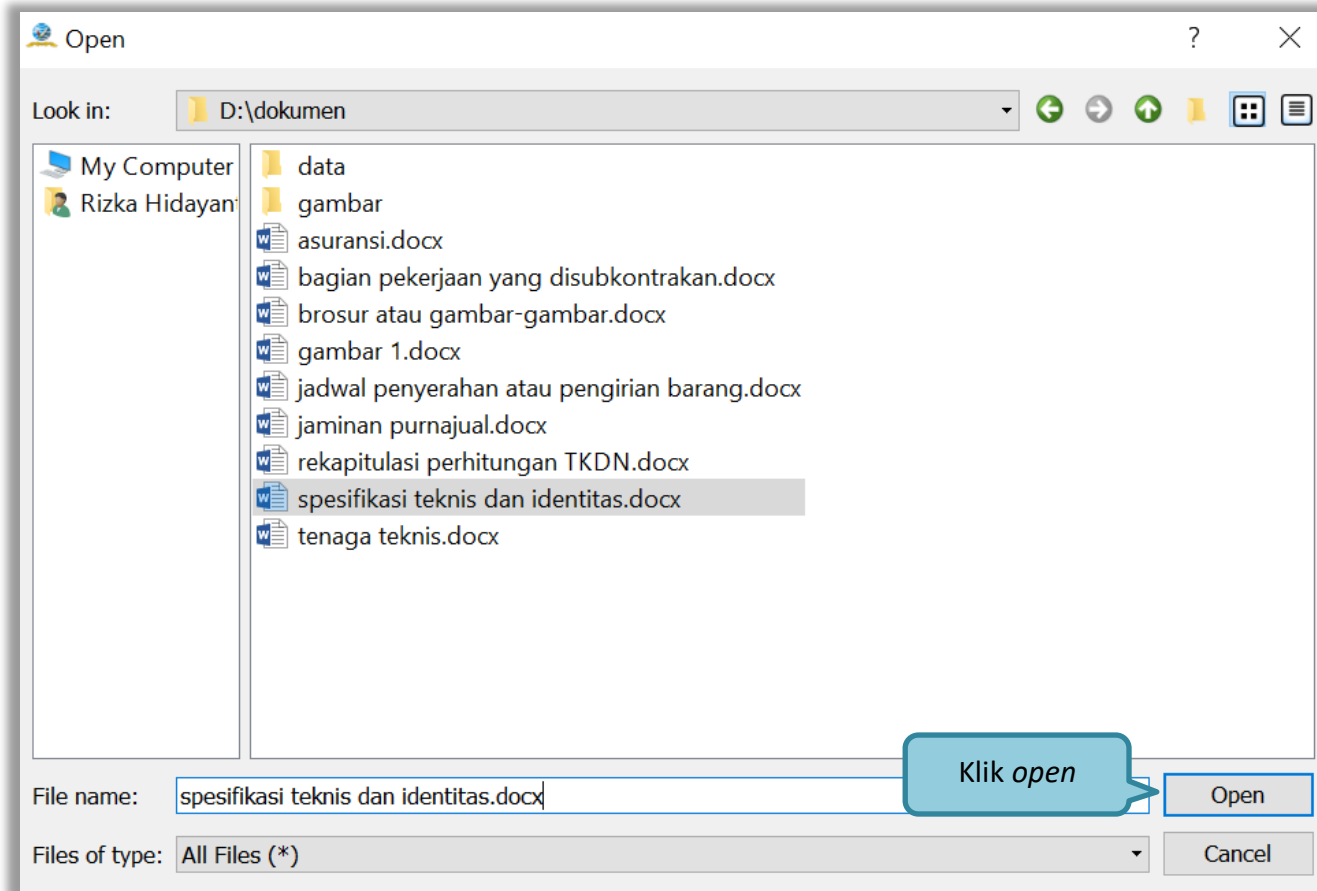 Open
?
Look in:
D:\dokumen
My Computer
Rizka Hidayan
data
gambar
asuransi.docx
bagian pekerjaan yang disubkontrakan.docx
brosur atau gambar-gambar.docx
gambar 1.docx
jadwal penyerahan atau pengirian barang.docx
jaminan purnajual.docx
rekapitulasi perhitungan TKDN.docx
spesifikasi teknis dan identitas.docx
tenaga teknis.docx
Klik open
File name:
spesifikasi teknis dan identitas.docx
Open
Files of type:
All Files (*)
Cancel